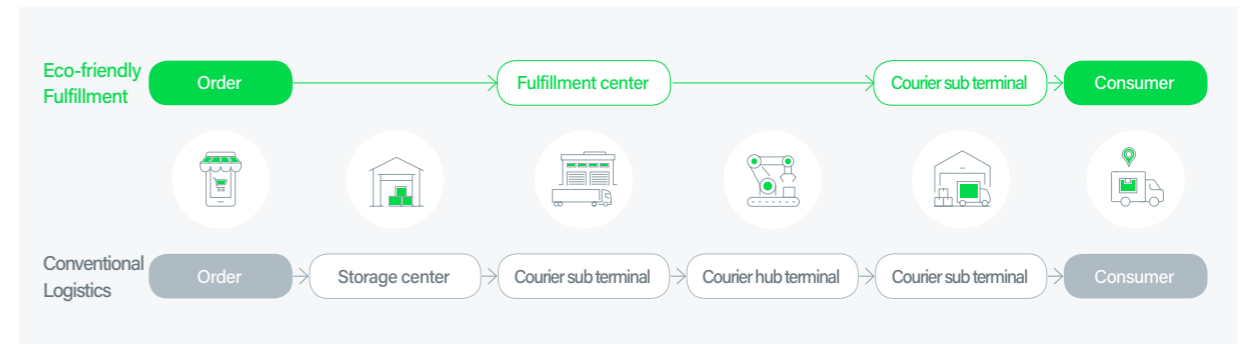 Eco-friendly
Fulfillment
Order
Fulfillment center
Courier sub terminal
Consumer
Conventional
Logistics
Order
Storage center
Courier sub terminal
Courier hub terminal
Courier sub terminal
Consumer